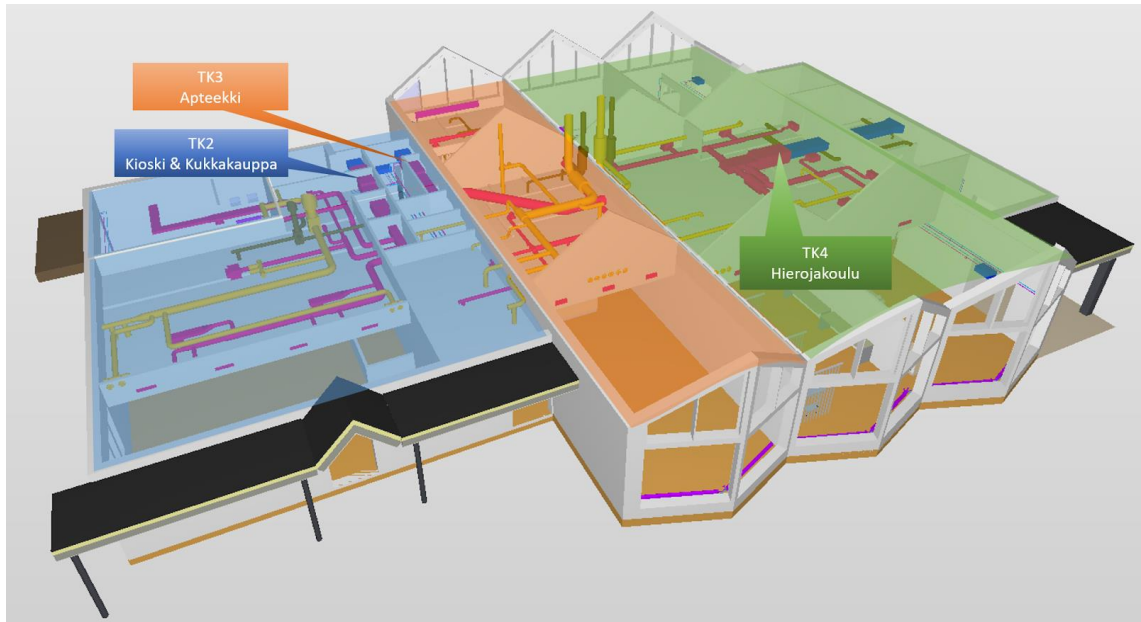 TK3
Apteekki
TK2
Kioski & Kukkakauppa
TK4
Hierojakoulu